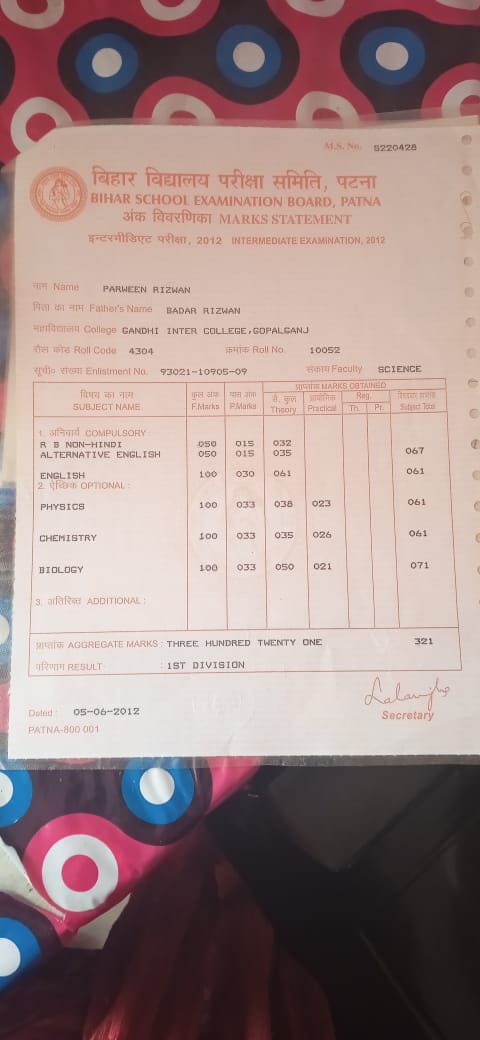 M.S. No. S220428
बिहार विद्यालय परीक्षा समिति, पटना
BIHAR SCHOOL EXAMINATION BOARD, PATNA
अंक विवरणिका MARKS STATEMENT
इन्टरमीडिएट परीक्षा, 2012 INTERMEDIATE EXAMINATION, 2012
नाम Name PARWEEN RIZWAN
पिता का नाम Father's Name BADAR RIZWAN
महाविद्यालय College GANDHI INTER COLLEGE,GOPALGANJ
रौल कोड Roll Code 4304 क्रमांक Roll No. 10052
सूची० संख्या Enlistment No. 93021-10905-09 संकाय Faculty SCIENCE
प्राप्तांक MARKS OBTAINED
विषय का नाम कुल अंक पास अंक सै. कुल प्रायोगिक Reg.
SUBJECT NAME F.Marks P.Marks Theory Practical Th. Pr. Subject Total
1. अनिवार्य COMPULSORY :
R B NON-HINDI 050 015 032
ALTERNATIVE ENGLISH 050 015 035 067
ENGLISH 100 030 061 061
2. ऐच्छिक OPTIONAL :
PHYSICS 100 033 038 023 061
CHEMISTRY 100 033 035 026 061
BIOLOGY 100 033 050 021 071
3. अतिरिक्त ADDITIONAL :
प्राप्तांक AGGREGATE MARKS : THREE HUNDRED TWENTY ONE 321
परिणाम RESULT : 1ST DIVISION
Dated : 05-06-2012
Secretary
PATNA-800 001